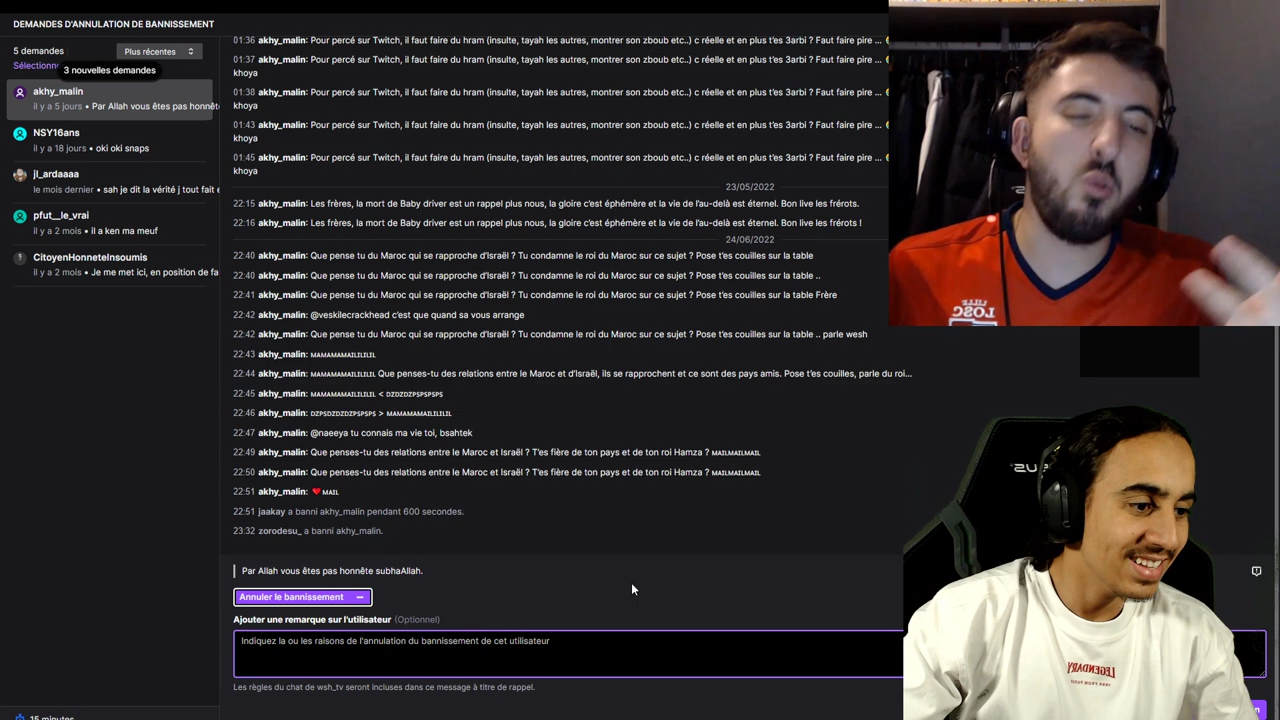 DEMANDES D'ANNULATION DE BANNISSEMENT
5 demandes
Plus récentes
3 nouvelles demandes
akhy_malin
il y a 5 jours • Par Allah vous êtes pas honnêt
NSY16ans
il y a 18 jours • oki oki snaps
jl_ardaaaa
le mois dernier • sah je dit la vérité j tout fait
pfut__le_vrai
il y a 2 mois • il a ken ma meuf
CitoyenHonneteInsoumis
il y a 2 mois • Je me met ici, en position de fa
15 minutes
01:36 akhy_malin: Pour percé sur Twitch, il faut faire du hram (insulte, tayah les autres, montrer son zboub etc..) c réelle et en plus t'es 3arbi ? Faut faire pire ...
01:37 akhy_malin: Pour percé sur Twitch, il faut faire du hram (insulte, tayah les autres, montrer son zboub etc..) c réelle et en plus t'es 3arbi ? Faut faire pire ...
khoya
01:38 akhy_malin: Pour percé sur Twitch, il faut faire du hram (insulte, tayah les autres, montrer son zboub etc..) c réelle et en plus t'es 3arbi ? Faut faire pire ...
khoya
01:43 akhy_malin: Pour percé sur Twitch, il faut faire du hram (insulte, tayah les autres, montrer son zboub etc..) c réelle et en plus t'es 3arbi ? Faut faire pire ...
khoya
01:45 akhy_malin: Pour percé sur Twitch, il faut faire du hram (insulte, tayah les autres, montrer son zboub etc..) c réelle et en plus t'es 3arbi ? Faut faire pire ...
khoya
23/05/2022
22:15 akhy_malin: Les frères, la mort de Baby driver est un rappel plus nous, la gloire c'est éphémère et la vie de l'au-delà est éternel. Bon live les frérots.
22:16 akhy_malin: Les frères, la mort de Baby driver est un rappel plus nous, la gloire c'est éphémère et la vie de l'au-delà est éternel. Bon live les frérots !
24/06/2022
22:40 akhy_malin: Que pense tu du Maroc qui se rapproche d'Israël ? Tu condamne le roi du Maroc sur ce sujet ? Pose t'es couilles sur la table
22:40 akhy_malin: Que pense tu du Maroc qui se rapproche d'Israël ? Tu condamne le roi du Maroc sur ce sujet ? Pose t'es couilles sur la table ..
22:41 akhy_malin: Que pense tu du Maroc qui se rapproche d'Israël ? Tu condamne le roi du Maroc sur ce sujet ? Pose t'es couilles sur la table Frère
22:42 akhy_malin: @veskilecrackhead c'est que quand sa vous arrange
22:42 akhy_malin: Que pense tu du Maroc qui se rapproche d'Israël ? Tu condamne le roi du Maroc sur ce sujet ? Pose t'es couilles sur la table .. parle wesh
22:43 akhy_malin: ᴍᴀᴍᴀᴍᴀᴍᴀɪʟɪʟɪʟɪʟ
22:44 akhy_malin: ᴍᴀᴍᴀᴍᴀᴍᴀɪʟɪʟɪʟɪʟ Que penses-tu des relations entre le Maroc et d'Israël, ils se rapprochent et ce sont des pays amis. Pose t'es couilles, parle du roi...
22:45 akhy_malin: ᴍᴀᴍᴀᴍᴀᴍᴀɪʟɪʟɪʟɪʟ < ᴅᴢᴅᴢᴅᴢᴘsᴘsᴘsᴘs
22:46 akhy_malin: ᴅᴢᴘsᴅᴢᴅᴢᴅᴢᴘsᴘsᴘs > ᴍᴀᴍᴀᴍᴀᴍᴀɪʟɪʟɪʟɪʟ
22:47 akhy_malin: @naeeya tu connais ma vie toi, bsahtek
22:49 akhy_malin: Que penses-tu des relations entre le Maroc et Israël ? T'es fière de ton pays et de ton roi Hamza ? ᴍᴀɪʟᴍᴀɪʟᴍᴀɪʟ
22:50 akhy_malin: Que penses-tu des relations entre le Maroc et Israël ? T'es fière de ton pays et de ton roi Hamza ? ᴍᴀɪʟᴍᴀɪʟᴍᴀɪʟ
22:51 akhy_malin: ❤️ ᴍᴀɪʟ
22:51 jaakay a banni akhy_malin pendant 600 secondes.
23:32 zorodesu_ a banni akhy_malin.
Par Allah vous êtes pas honnête subhaAllah.
Annuler le bannissement
Ajouter une remarque sur l'utilisateur (Optionnel)
Indiquez la ou les raisons de l'annulation du bannissement de cet utilisateur
Les règles du chat de wsh_tv seront incluses dans ce message à titre de rappel.
LILLE
LOSC
LEGENDARY